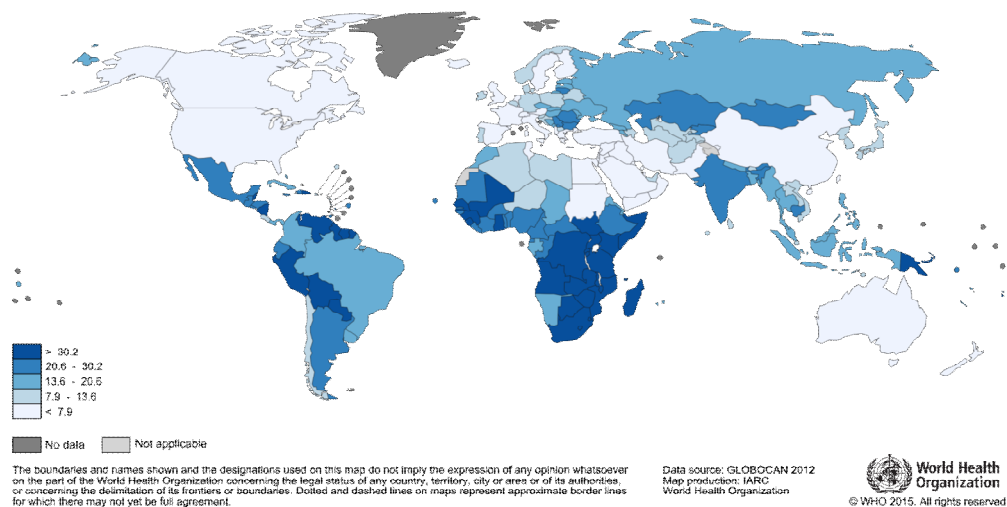 > 30.2
20.6 - 30.2
13.6 - 20.6
7.9 - 13.6
< 7.9
No data
Not applicable
The boundaries and names shown and the designations used on this map do not imply the expression of any opinion whatsoever
on the part of the World Health Organization concerning the legal status of any country, territory, city or area or of its authorities,
or concerning the delimitation of its frontiers or boundaries. Dotted and dashed lines on maps represent approximate border lines
for which there may not yet be full agreement.
Data source: GLOBOCAN 2012
Map production: IARC
World Health Organization
World Health
Organization
© WHO 2015. All rights reserved